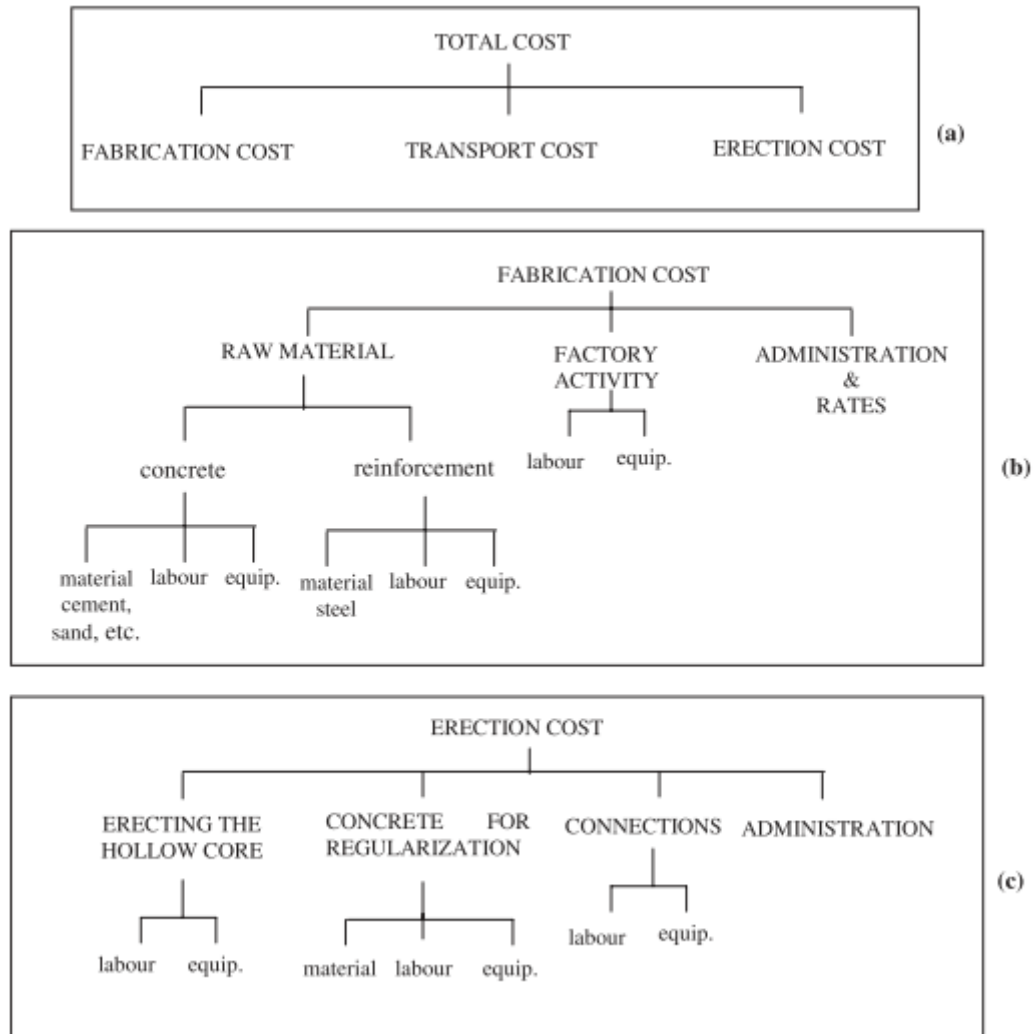 TOTAL COST
FABRICATION COST
TRANSPORT COST
ERECTION COST
(a)
FABRICATION COST
RAW MATERIAL
FACTORY
ACTIVITY
ADMINISTRATION
&
RATES
concrete
reinforcement
labour
equip.
(b)
material
cement,
sand, etc.
labour
equip.
material
steel
labour
equip.
ERECTION COST
ERECTING THE
HOLLOW CORE
CONCRETE FOR
REGULARIZATION
CONNECTIONS
ADMINISTRATION
(c)
labour
equip.
material
labour
equip.
labour
equip.